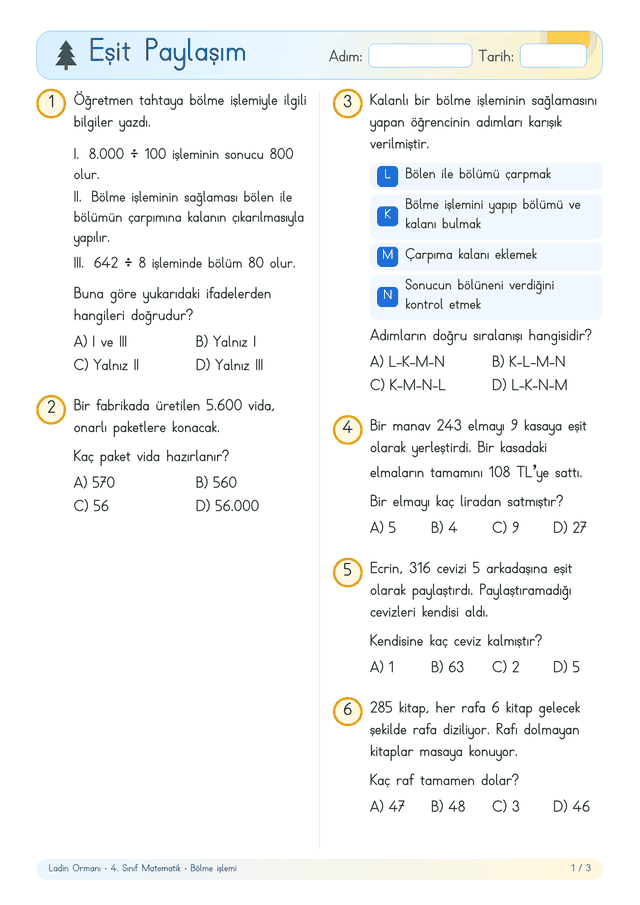 Eşit Paylaşım
Adım:
Tarih:
1
Öğretmen tahtaya bölme işlemiyle ilgili
bilgiler yazdı.
I. 8.000 ÷ 100 işleminin sonucu 800
olur.
II. Bölme işleminin sağlaması bölen ile
bölümün çarpımına kalanın çıkarılmasıyla
yapılır.
III. 642 ÷ 8 işleminde bölüm 80 olur.
Buna göre yukarıdaki ifadelerden
hangileri doğrudur?
A) I ve III
B) Yalnız I
C) Yalnız II
D) Yalnız III
2
Bir fabrikada üretilen 5.600 vida,
onarlı paketlere konacak.
Kaç paket vida hazırlanır?
A) 570
B) 560
C) 56
D) 56.000
3
Kalanlı bir bölme işleminin sağlamasını
yapan öğrencinin adımları karışık
verilmiştir.
L
Bölen ile bölümü çarpmak
K
Bölme işlemini yapıp bölümü ve
kalanı bulmak
M
Çarpıma kalanı eklemek
N
Sonucun bölüneni verdiğini
kontrol etmek
Adımların doğru sıralanışı hangisidir?
A) L-K-M-N
B) K-L-M-N
C) K-M-N-L
D) L-K-N-M
4
Bir manav 243 elmayı 9 kasaya eşit
olarak yerleştirdi. Bir kasadaki
elmaların tamamını 108 TL'ye sattı.
Bir elmayı kaç liradan satmıştır?
A) 5
B) 4
C) 9
D) 27
5
Ecrin, 316 cevizi 5 arkadaşına eşit
olarak paylaştırdı. Paylaştıramadığı
cevizleri kendisi aldı.
Kendisine kaç ceviz kalmıştır?
A) 1
B) 63
C) 2
D) 5
6
285 kitap, her rafa 6 kitap gelecek
şekilde rafa diziliyor. Rafı dolmayan
kitaplar masaya konuyor.
Kaç raf tamamen dolar?
A) 47
B) 48
C) 3
D) 46
Ladin Ormanı • 4. Sınıf Matematik • Bölme işlemi
1 / 3